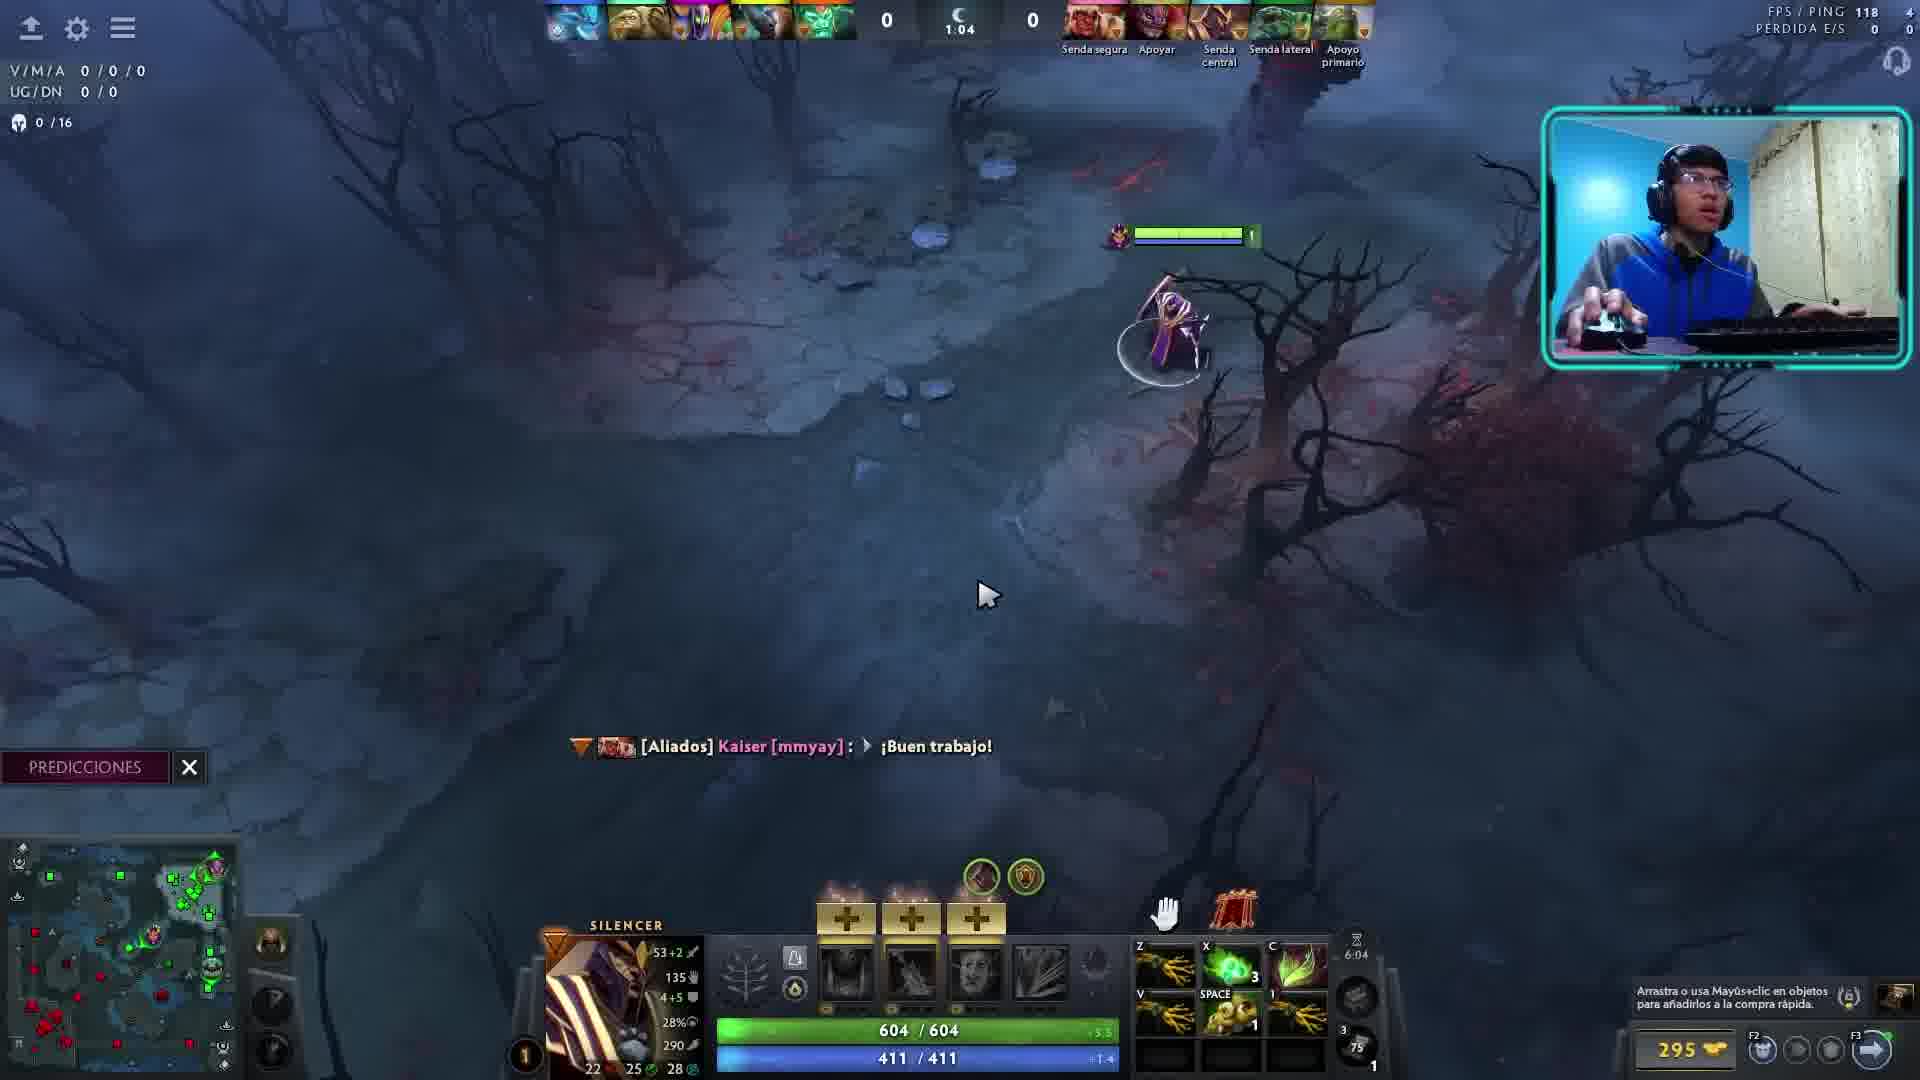 0
1:04
0
FPS / PING 118 4
PÉRDIDA E/S 0 0
Senda segura
Apoyar
Senda central
Senda lateral
Apoyo primario
V/M/A 0 / 0 / 0
UG/DN 0 / 0
0 / 16
1
[Aliados] Kaiser [mmyay] : ¡Buen trabajo!
PREDICCIONES
SILENCER
53 +2
135
4+5
28%
290
22 25 28
1
604 / 604
+3.5
411 / 411
+1.4
Z
X
3
C
V
SPACE
1
1
6:04
3
75
1
Arrastra o usa Mayús+clic en objetos
para añadirlos a la compra rápida.
295
F2
F3